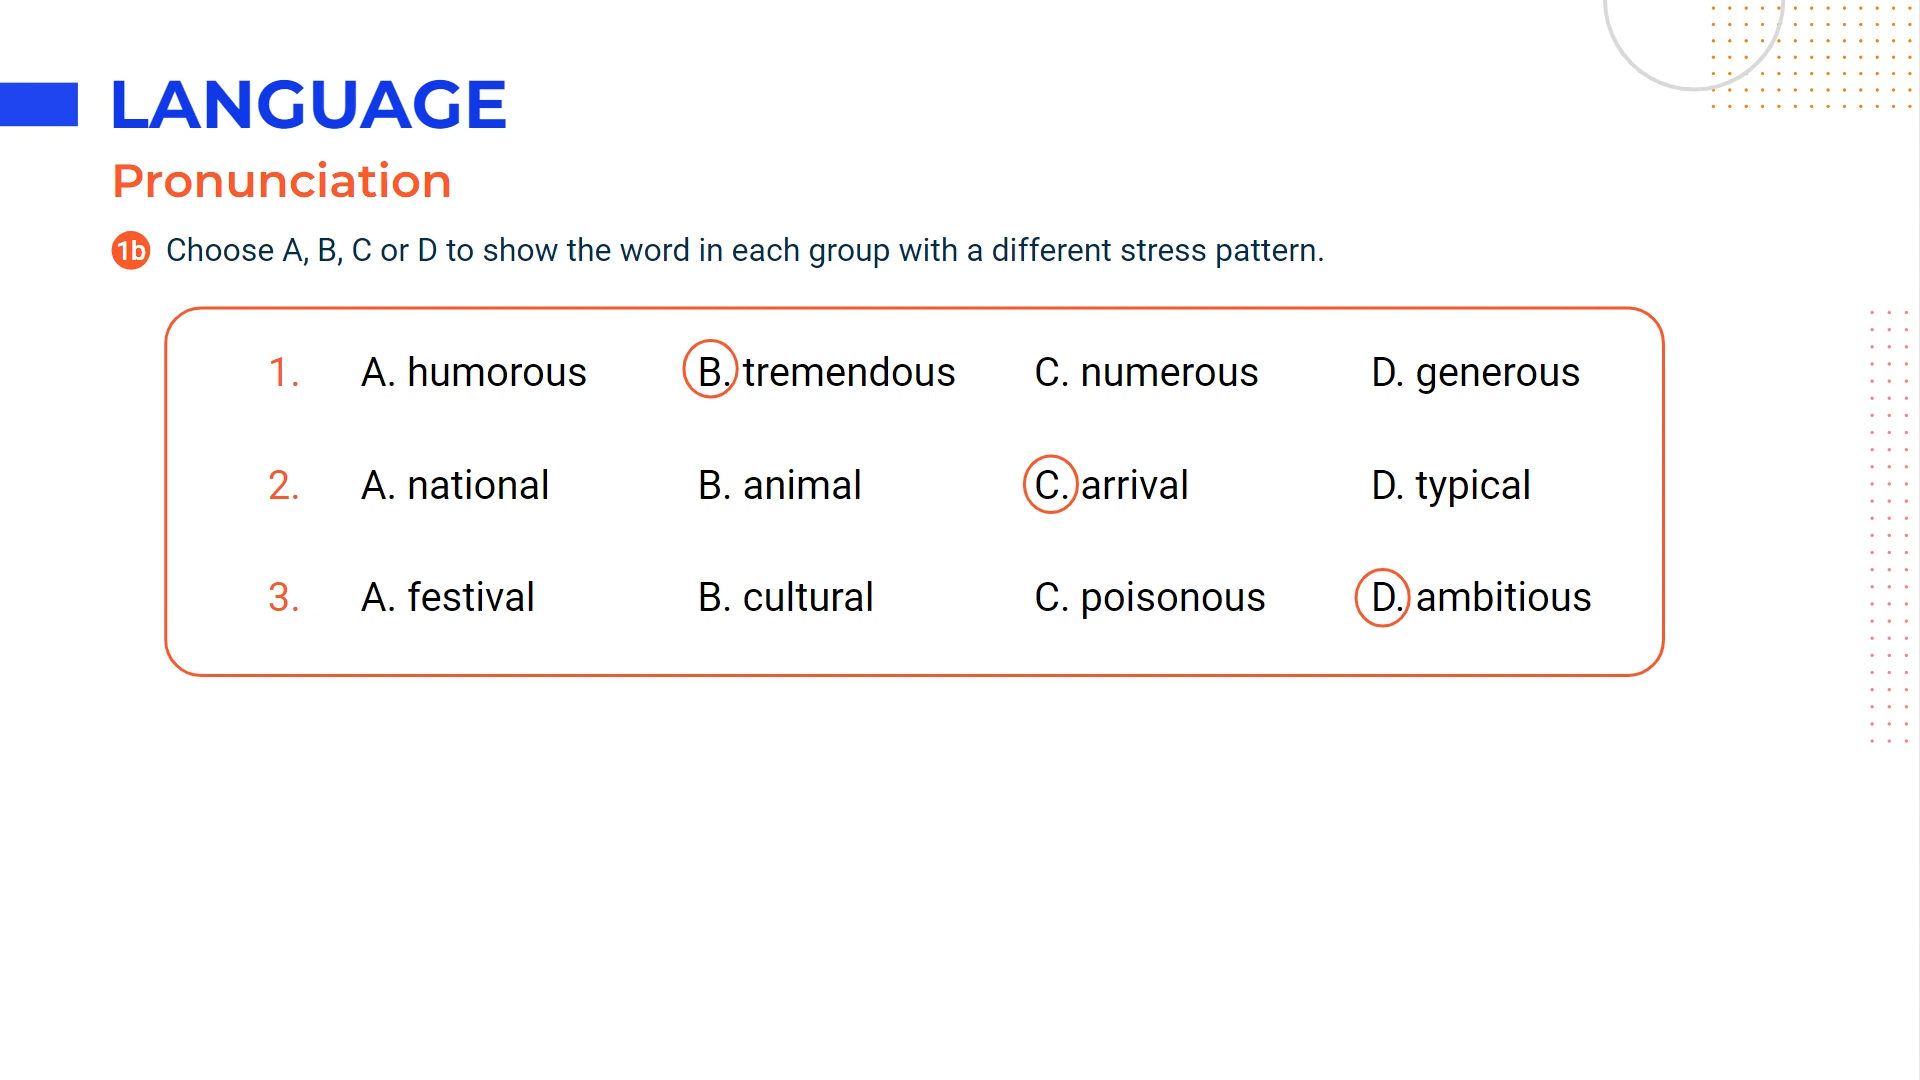 LANGUAGE
Pronunciation
1b Choose A, B, C or D to show the word in each group with a different stress pattern.
1. A. humorous B. tremendous C. numerous D. generous
2. A. national B. animal C. arrival D. typical
3. A. festival B. cultural C. poisonous D. ambitious